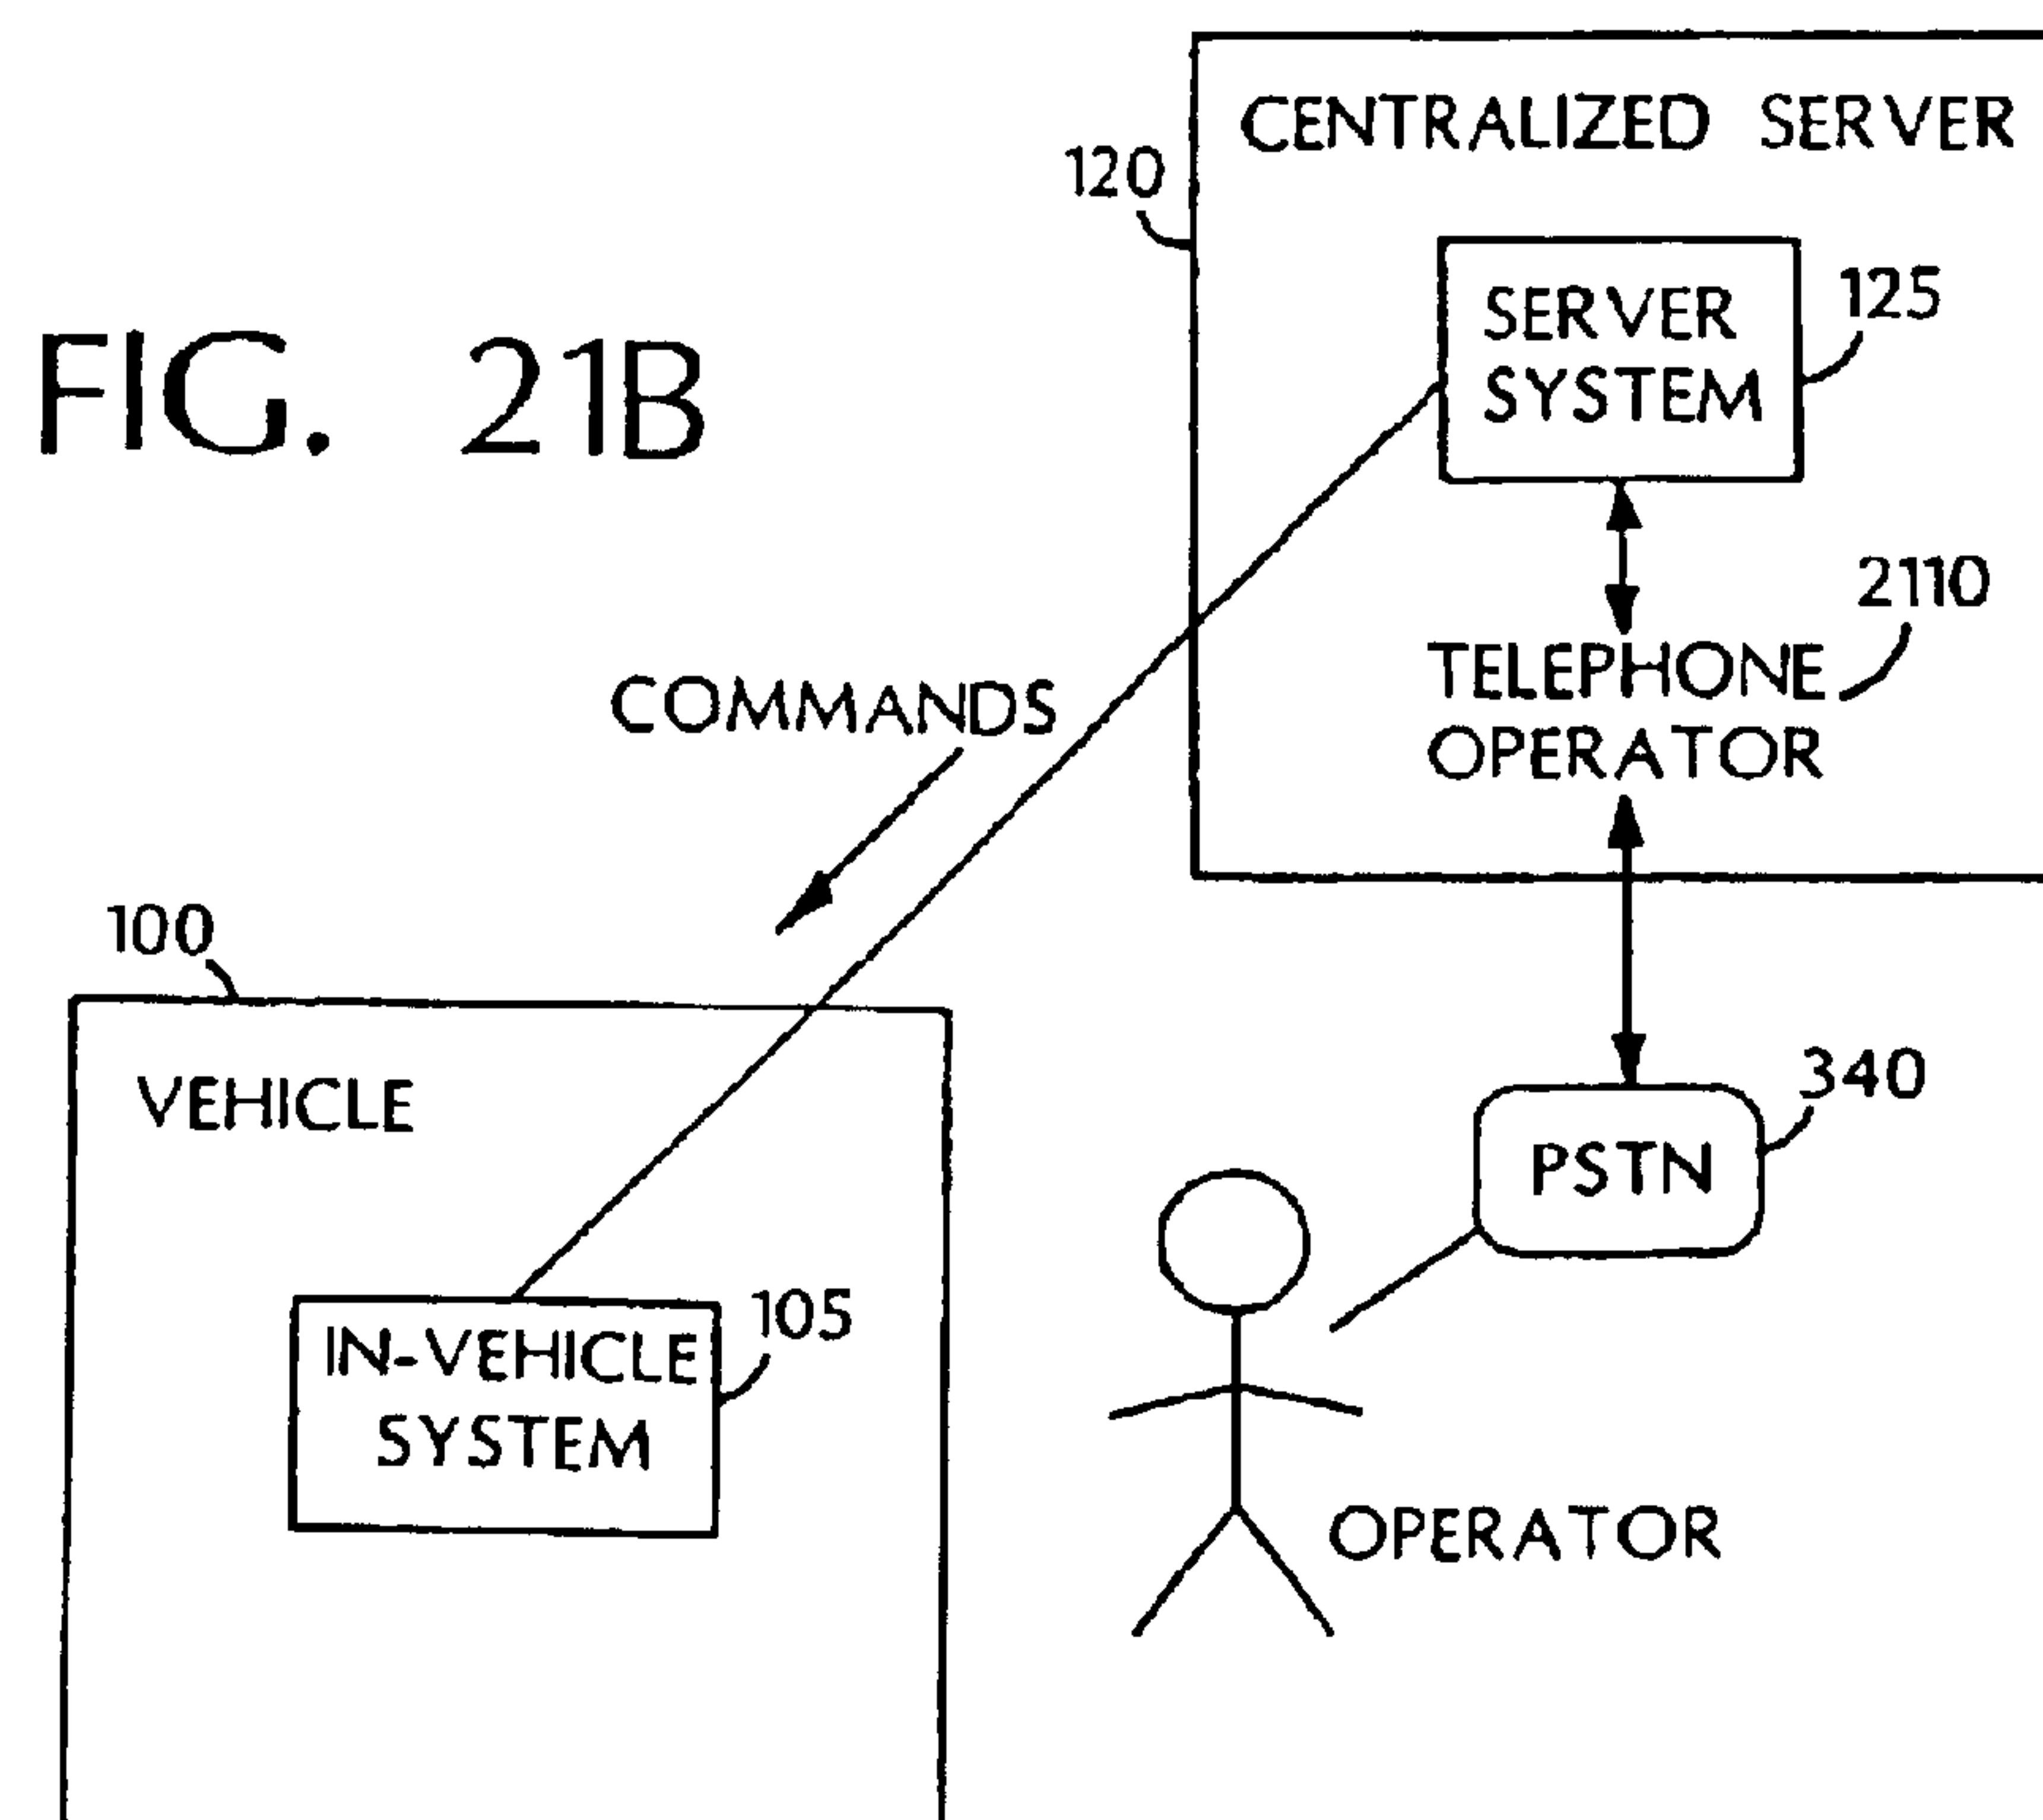 CENTRALIZED SERVER
120
SERVER
SYSTEM
125
FIG. 21B
2110
TELEPHONE
OPERATOR
COMMANDS
100
VEHICLE
340
PSTN
105
IN-VEHICLE
SYSTEM
OPERATOR